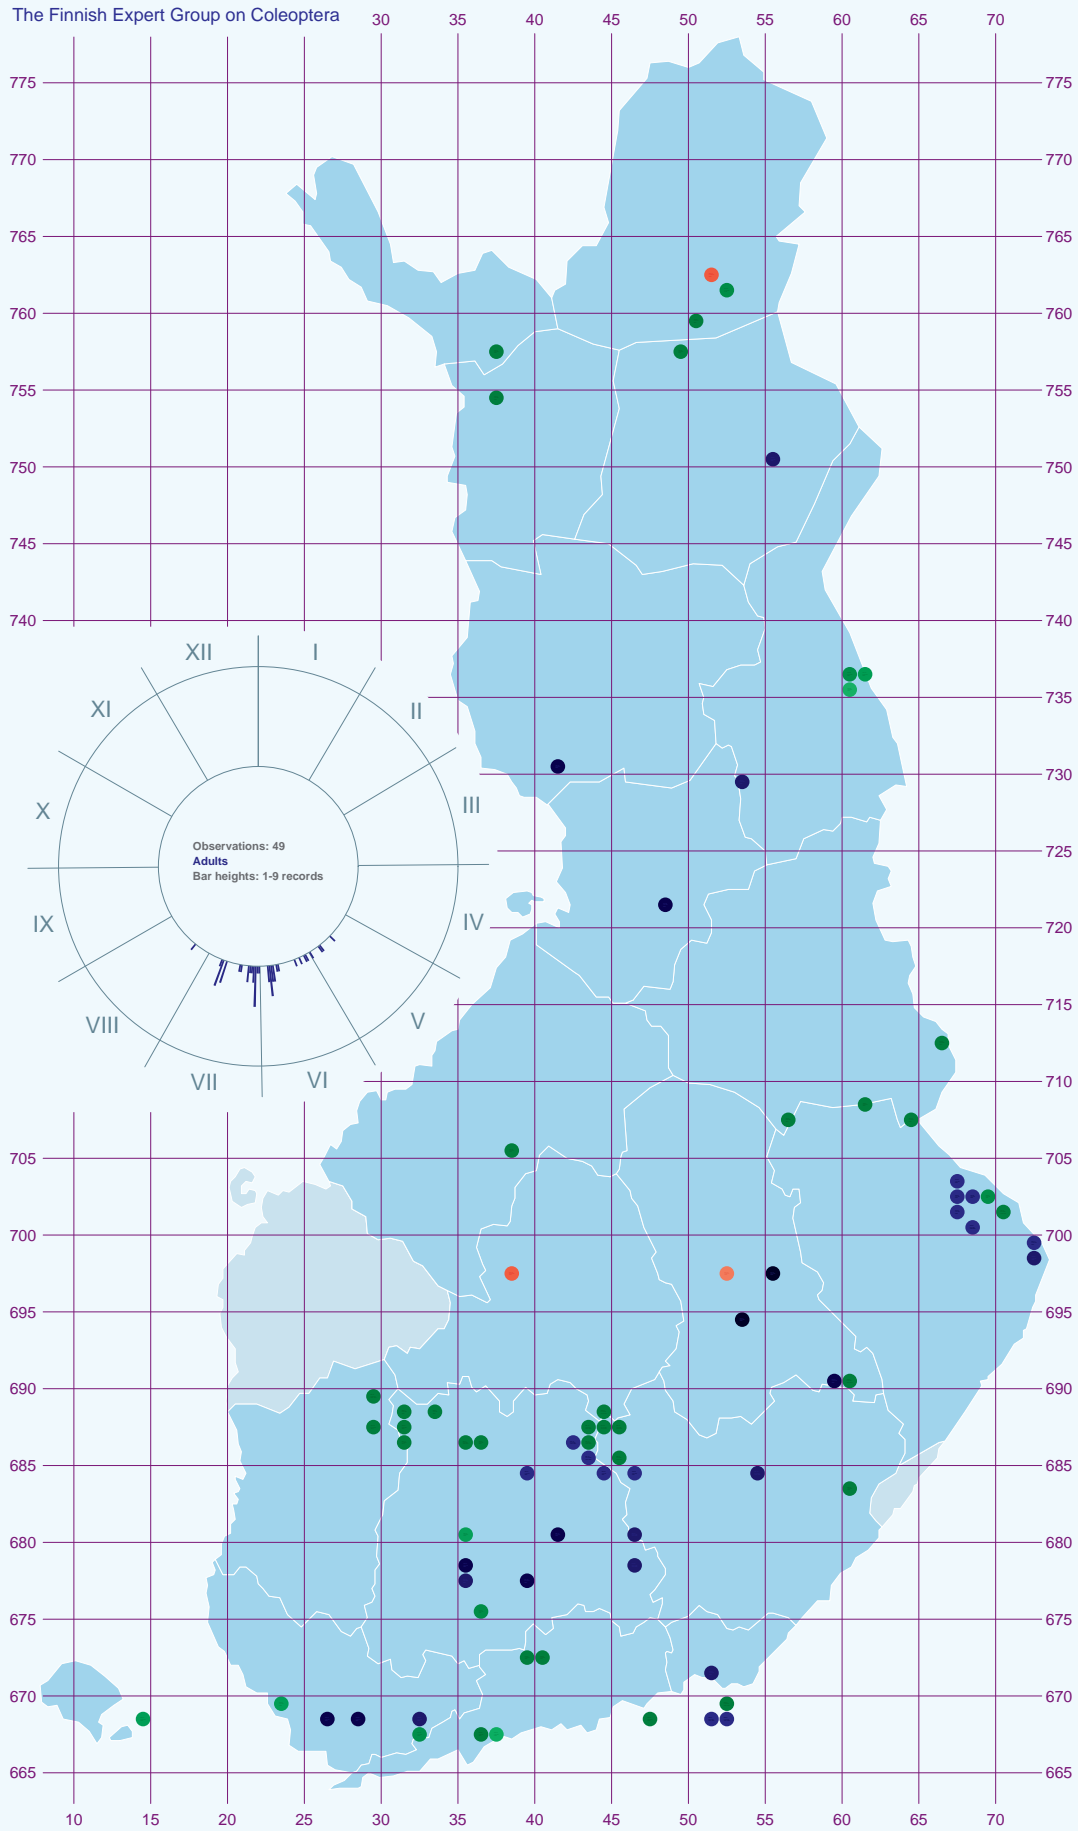 The Finnish Expert Group on Coleoptera
30 35 40 45 50 55 60 65 70
775 775
770 770
765 765
760 760
755 755
750 750
745 745
740 740
XII I
XI II
735
X III
730
Observations: 49
Adults
Bar heights: 1-9 records
725
IX IV
720
VIII V
715
VII VI
710
705 705
700 700
695 695
690 690
685 685
680 680
675 675
670 670
665 665
10 15 20 25 30 35 40 45 50 55 60 65 70